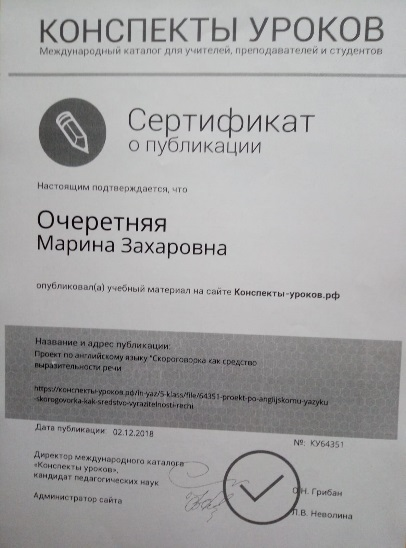 КОНСПЕКТЫ УРОКОВ
Международный каталог для учителей, преподавателей и студентов
Сертификат
о публикации
Настоящим подтверждается, что
Очеретняя
Марина Захаровна
опубликовал(а) учебный материал на сайте Конспекты-уроков.рф
Название и адрес публикации:
Проект по английскому языку "Скороговорка как средство
выразительности речи
https://конспекты-уроков.рф/in-yaz/5-klass/file/64351-proekt-po-anglijskomu-yazyku
-skorogovorka-kak-sredstvo-vyrazitelnosti-rechi
Дата публикации: 02.12.2018
№: КУ64351
Директор международного каталога
«Конспекты уроков»,
кандидат педагогических наук
О.Н. Грибан
Администратор сайта
Л.В. Неволина